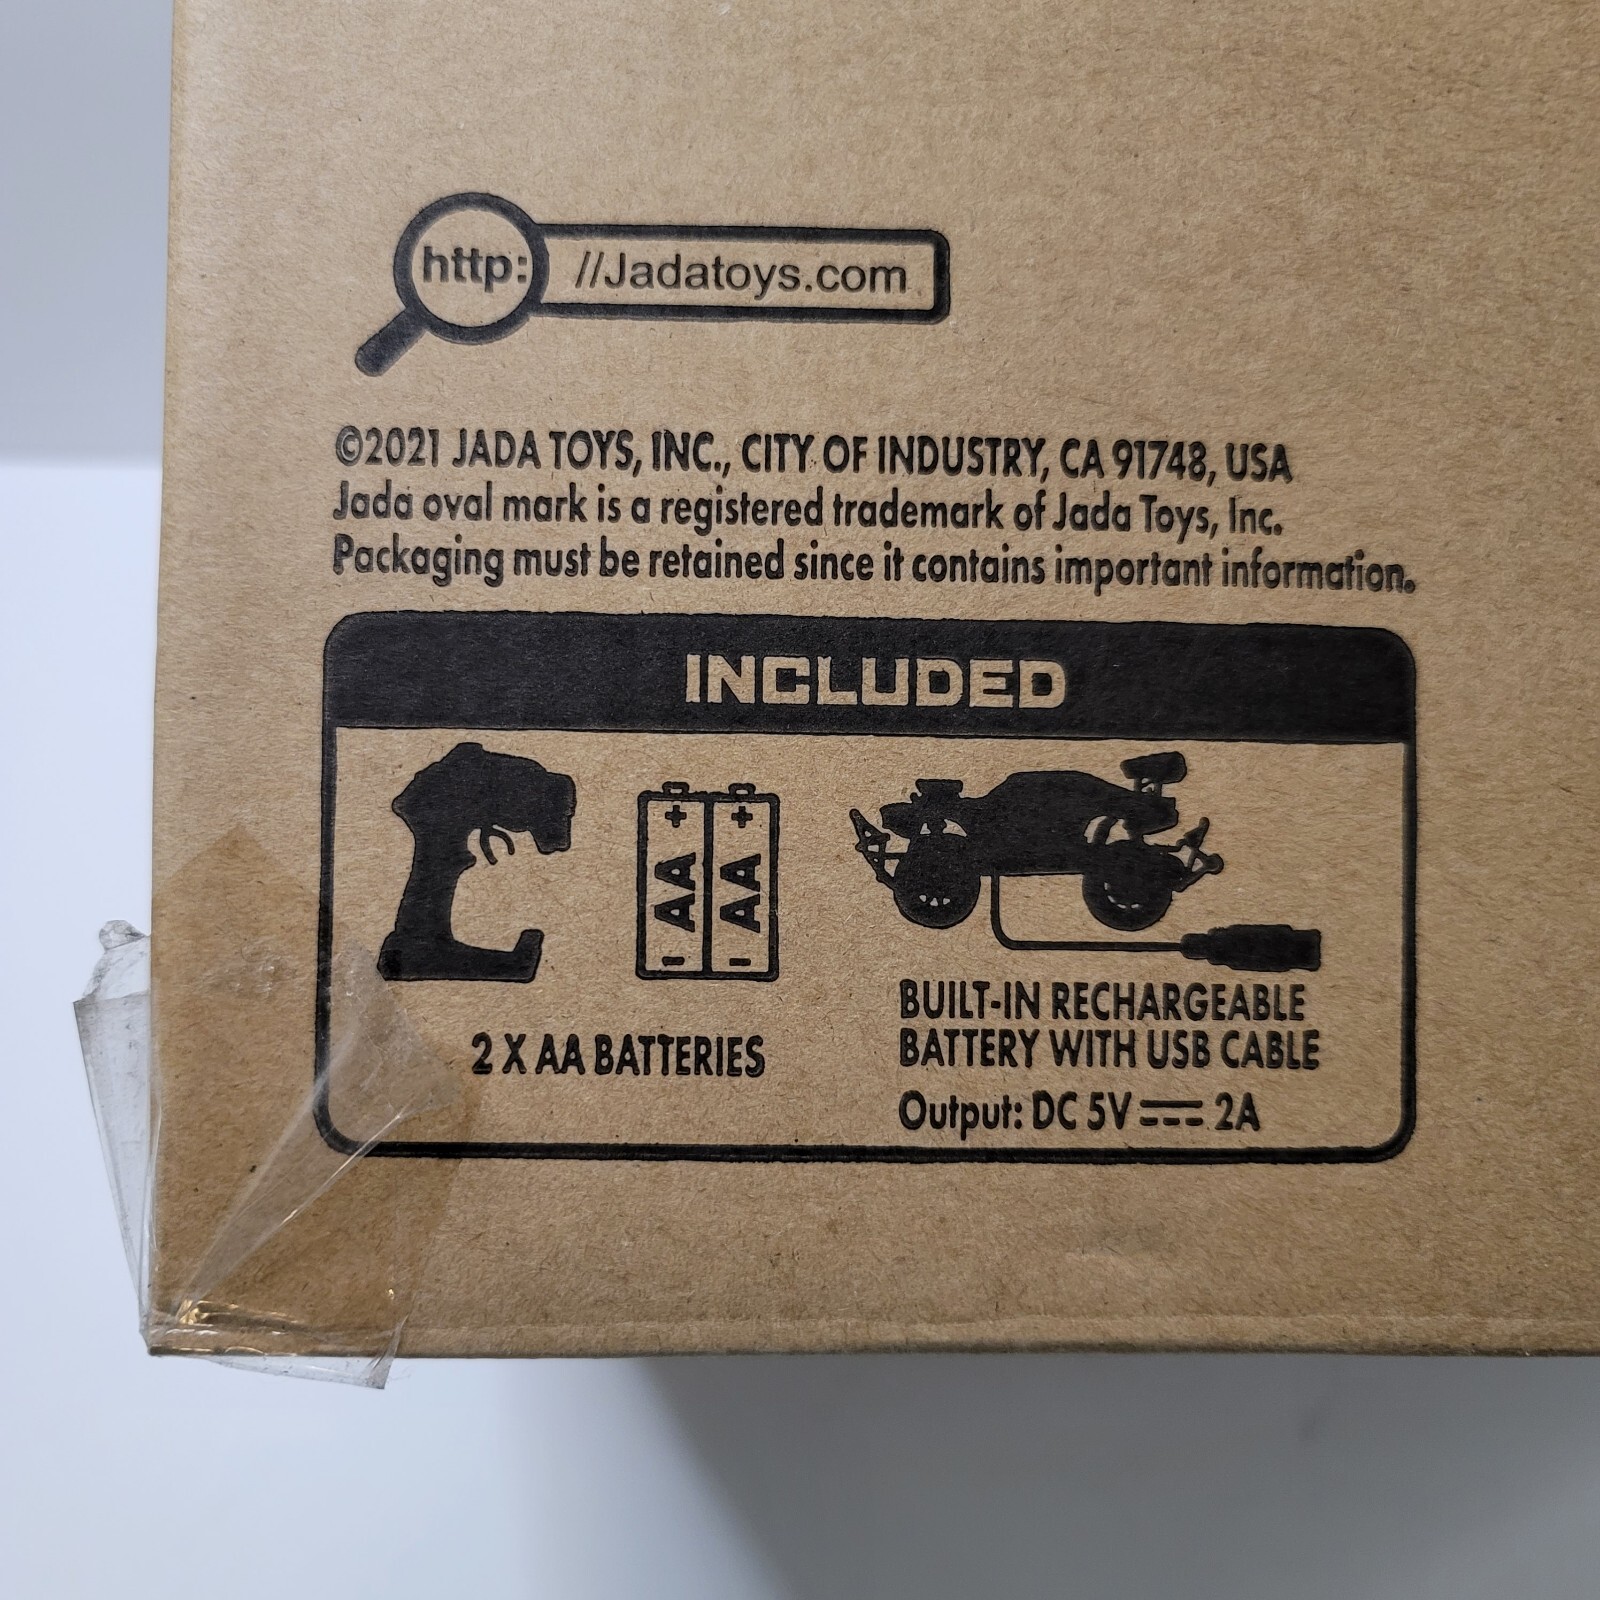 http: //Jadatoys.com
©2021 JADA TOYS, INC., CITY OF INDUSTRY, CA 91748, USA
Jada oval mark is a registered trademark of Jada Toys, Inc.
Packaging must be retained since it contains important information.
INCLUDED
+ +
AA AA
- -
2 X AA BATTERIES
BUILT-IN RECHARGEABLE
BATTERY WITH USB CABLE
Output: DC 5V ⎓ 2A